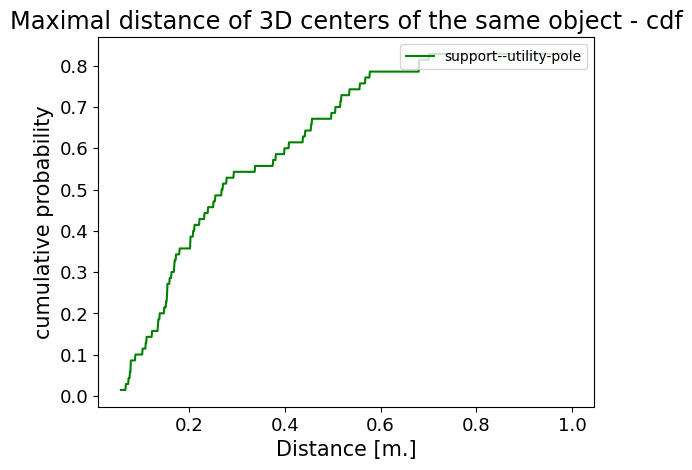 Maximal distance of 3D centers of the same object - cdf
support--utility-pole
cumulative probability
0.8
0.7
0.6
0.5
0.4
0.3
0.2
0.1
0.0
0.2 0.4 0.6 0.8 1.0
Distance [m.]